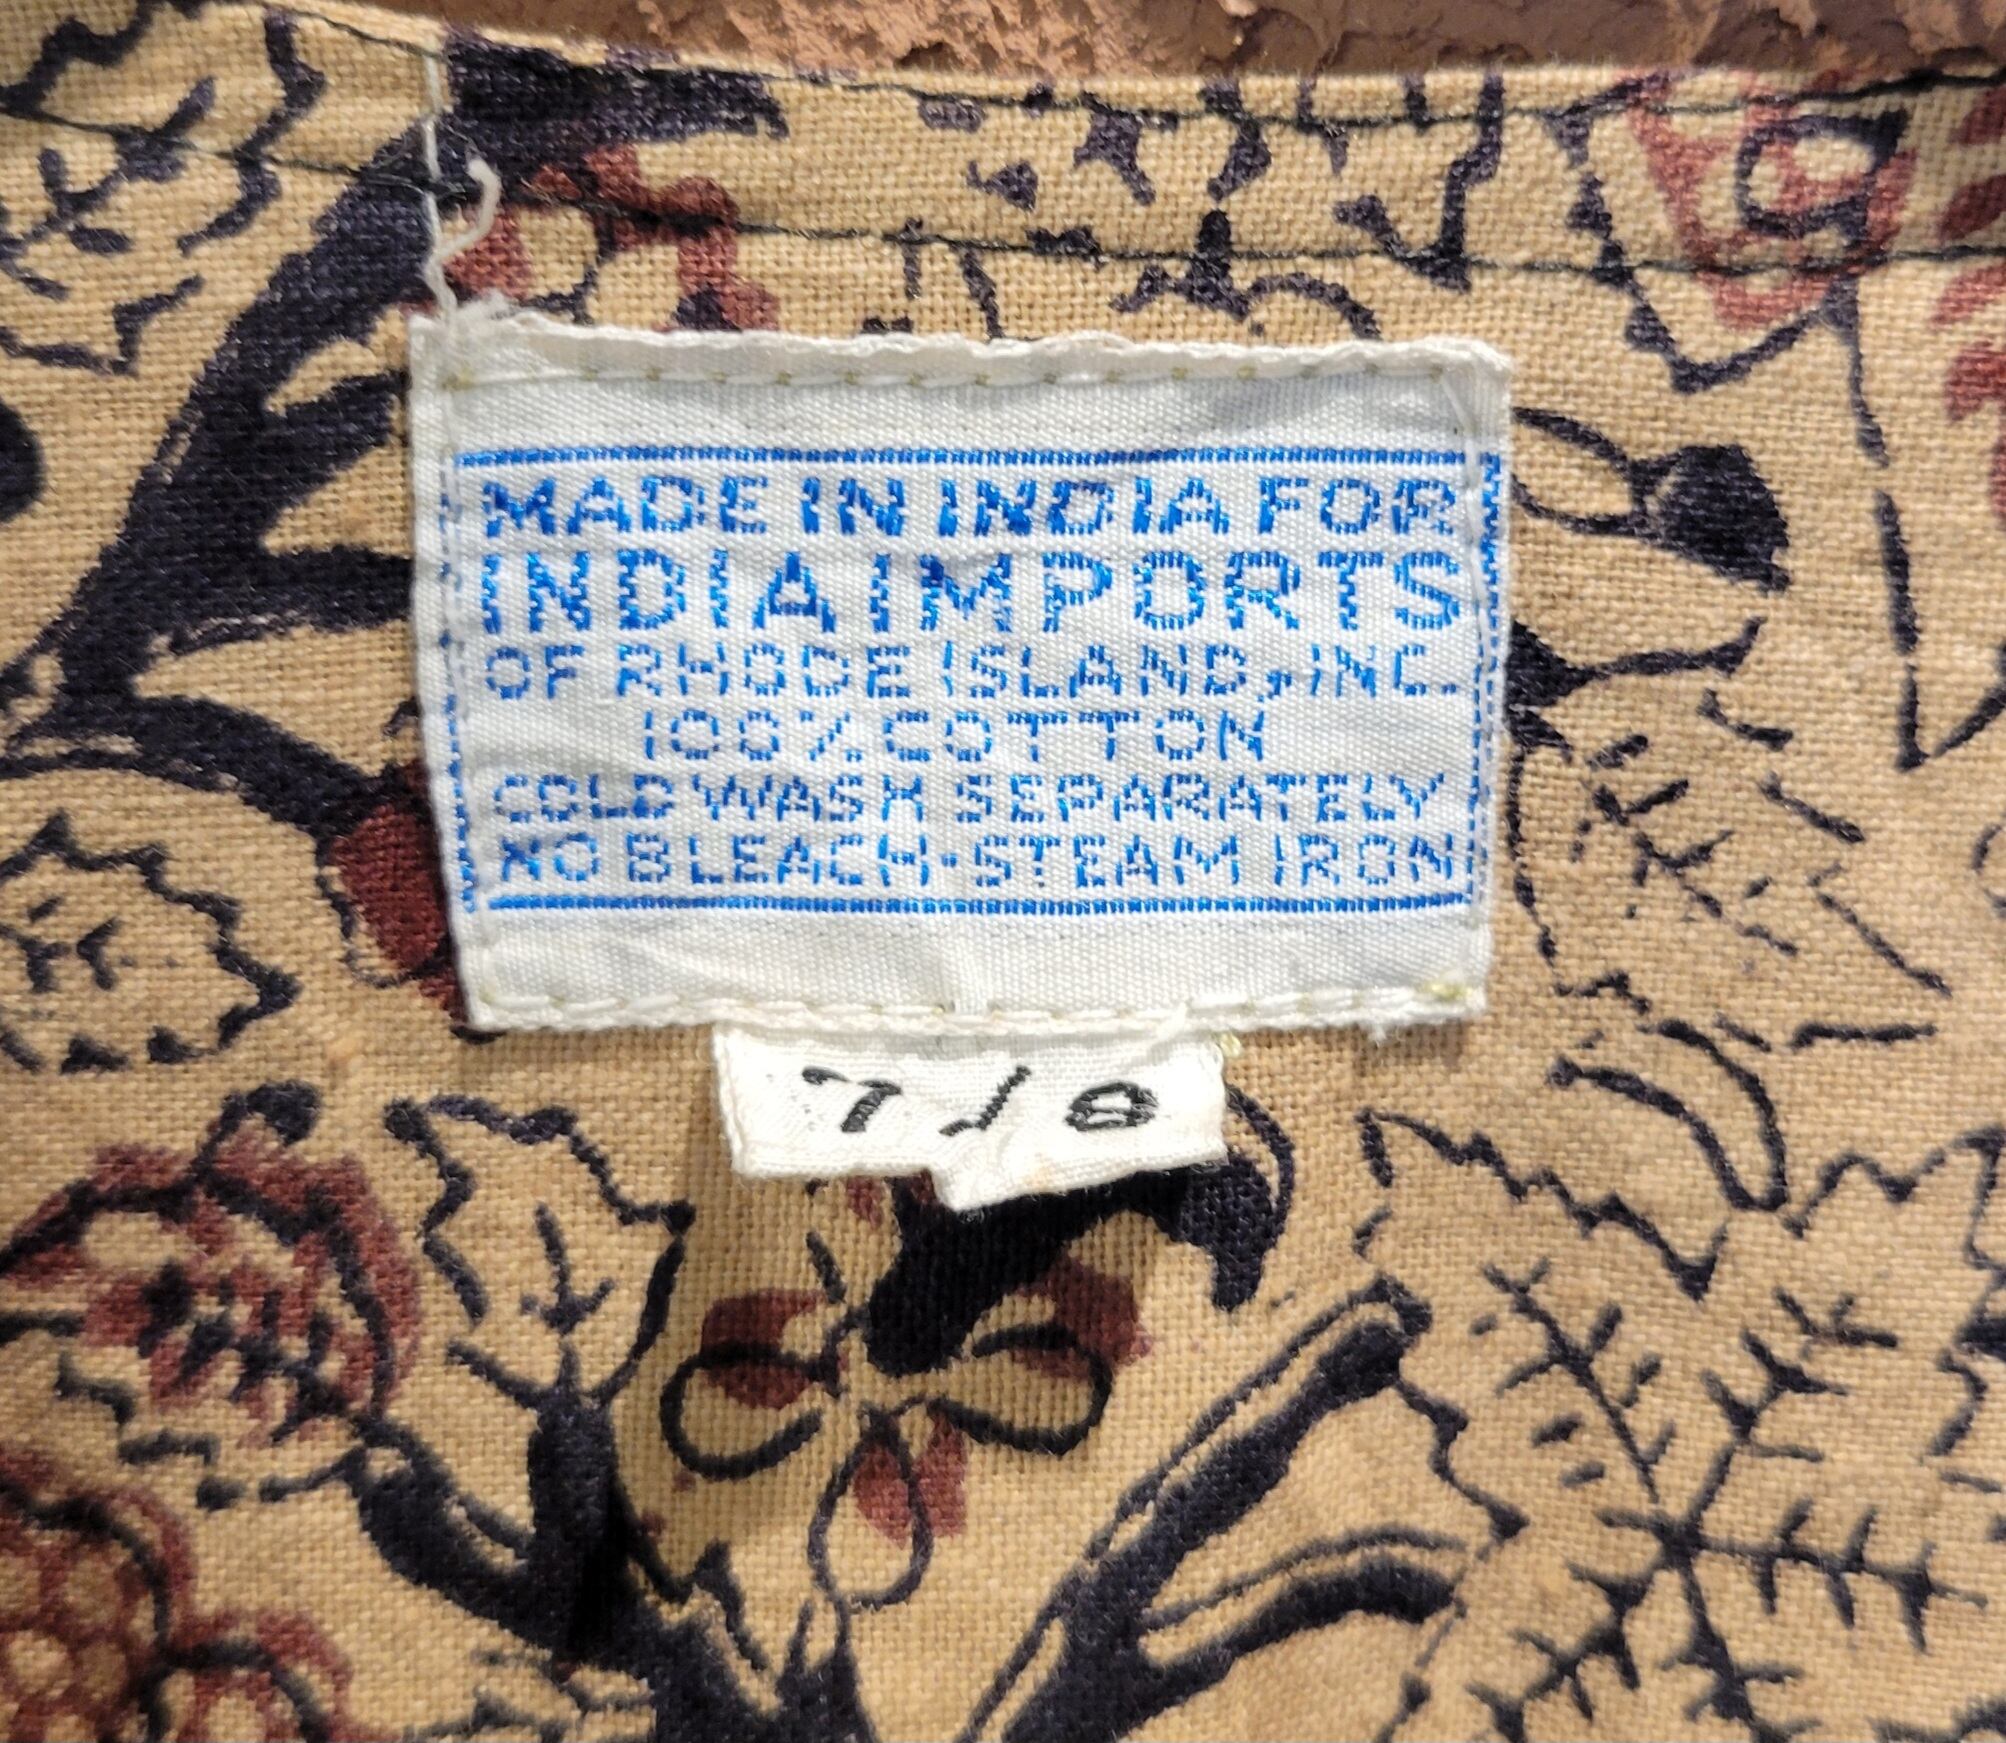 MADE IN INDIA FOR
INDIA IMPORTS
OF RHODE ISLAND, INC.
100% COTTON
COLD WASH SEPARATELY
NO BLEACH-STEAM IRON
7/8